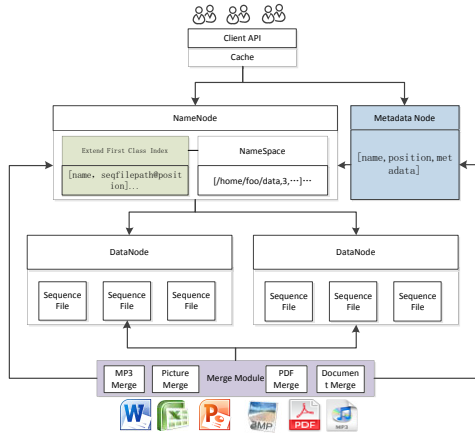 Client API
Cache
NameNode
Metadata Node
Extend First Class Index
NameSpace
[name, seqfilepath@posit
ion]...
[/home/foo/data,3,…]…
[name,position,met
adata]
DataNode
DataNode
Sequence
File
Sequence
File
Sequence
File
Sequence
File
Sequence
File
Sequence
File
MP3
Merge
Picture
Merge
Merge Module
PDF
Merge
Documen
t Merge
W
X
P
BMP
PDF
MP3